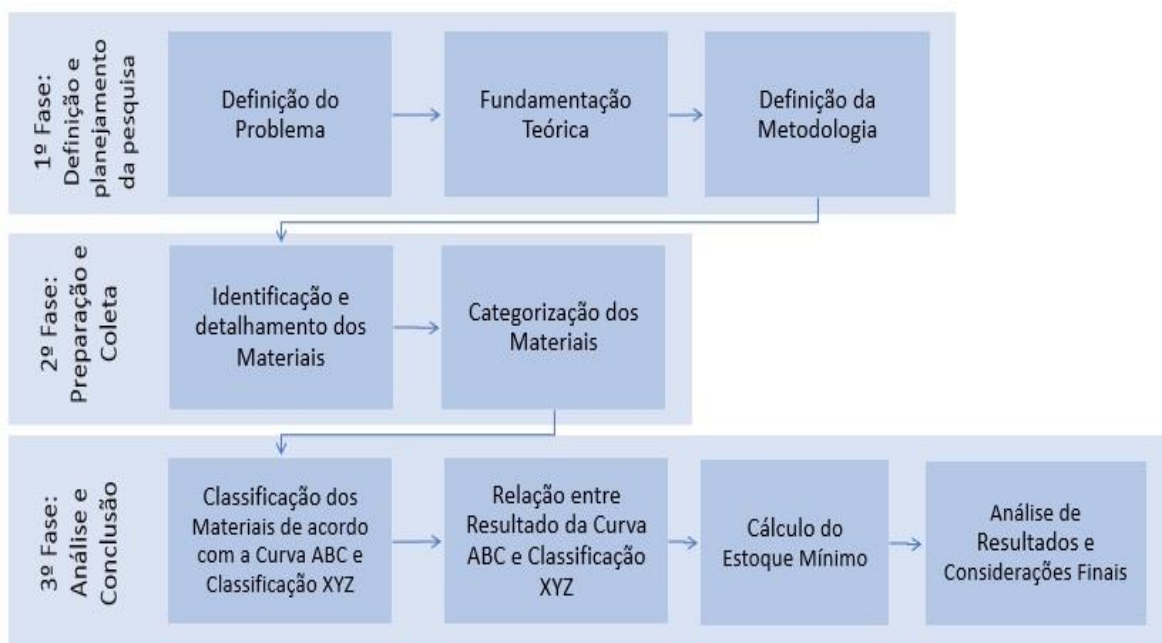 1º Fase:
Definição e
planejamento
da pesquisa
Definição do
Problema
Fundamentação
Teórica
Definição da
Metodologia
2º Fase:
Preparação e
Coleta
Identificação e
detalhamento dos
Materiais
Categorização dos
Materiais
3º Fase:
Análise e
Conclusão
Classificação dos
Materiais de acordo
com a Curva ABC e
Classificação XYZ
Relação entre
Resultado da Curva
ABC e Classificação
XYZ
Cálculo do
Estoque Mínimo
Análise de
Resultados e
Considerações Finais